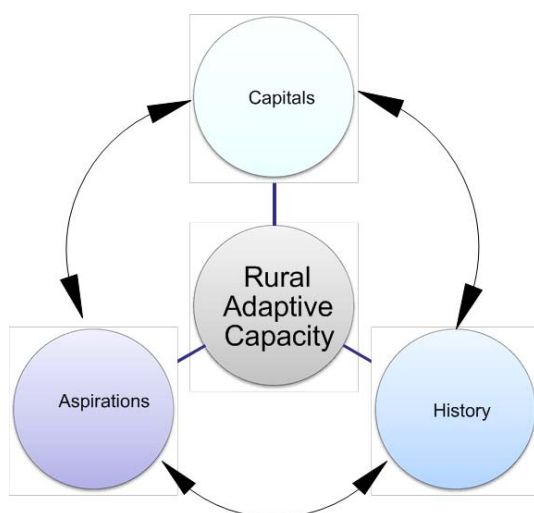 Capitals
Rural
Adaptive
Capacity
Aspirations
History